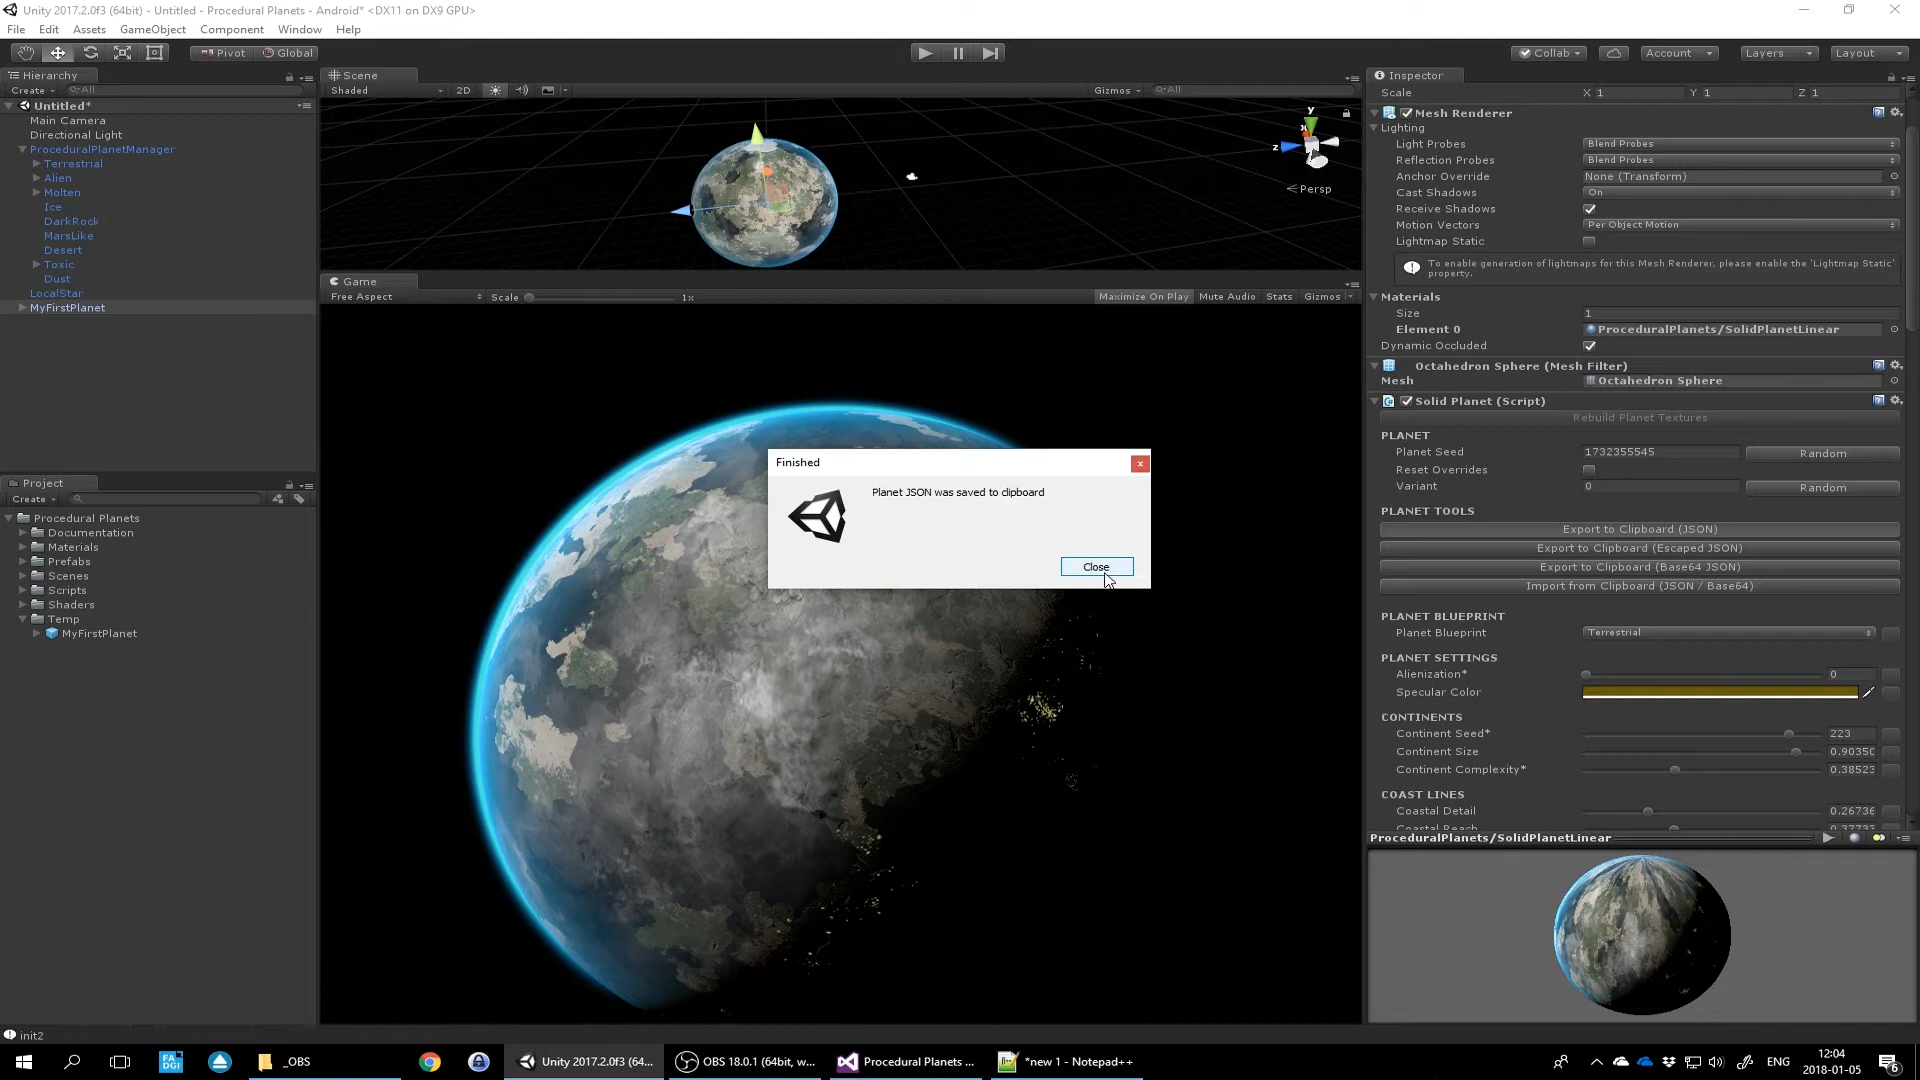 Unity 2017.2.0f3 (64bit) - Untitled - Procedural Planets - Android* <DX11 on DX9 GPU>
File Edit Assets GameObject Component Window Help
Pivot Global
Collab Account Layers Layout
Hierarchy
Create All
Untitled*
Main Camera
Directional Light
ProceduralPlanetManager
Terrestrial
Alien
Molten
Ice
DarkRock
MarsLike
Desert
Toxic
Dust
LocalStar
MyFirstPlanet
Project
Create
Procedural Planets
Documentation
Materials
Prefabs
Scenes
Scripts
Shaders
Temp
MyFirstPlanet
init2
Scene
Shaded 2D Gizmos All
y
x
z
Persp
Game
Free Aspect Scale 1x Maximize On Play Mute Audio Stats Gizmos
Finished
Planet JSON was saved to clipboard
Close
Inspector
Scale X 1 Y 1 Z 1
Mesh Renderer
Lighting
Light Probes Blend Probes
Reflection Probes Blend Probes
Anchor Override None (Transform)
Cast Shadows On
Receive Shadows
Motion Vectors Per Object Motion
Lightmap Static
To enable generation of lightmaps for this Mesh Renderer, please enable the 'Lightmap Static'
property.
Materials
Size 1
Element 0 ProceduralPlanets/SolidPlanetLinear
Dynamic Occluded
Octahedron Sphere (Mesh Filter)
Mesh Octahedron Sphere
Solid Planet (Script)
Rebuild Planet Textures
PLANET
Planet Seed 1732355545 Random
Reset Overrides
Variant 0 Random
PLANET TOOLS
Export to Clipboard (JSON)
Export to Clipboard (Escaped JSON)
Export to Clipboard (Base64 JSON)
Import from Clipboard (JSON / Base64)
PLANET BLUEPRINT
Planet Blueprint Terrestrial
PLANET SETTINGS
Alienization* 0
Specular Color
CONTINENTS
Continent Seed* 223
Continent Size 0.9035C
Continent Complexity* 0.38523
COAST LINES
Coastal Detail 0.26736
Coastal Reach 0.37733
ProceduralPlanets/SolidPlanetLinear
FA
DGI
_OBS
Unity 2017.2.0f3 (64...
OBS 18.0.1 (64bit, w...
Procedural Planets ...
*new 1 - Notepad++
ENG
12:04
2018-01-05
6